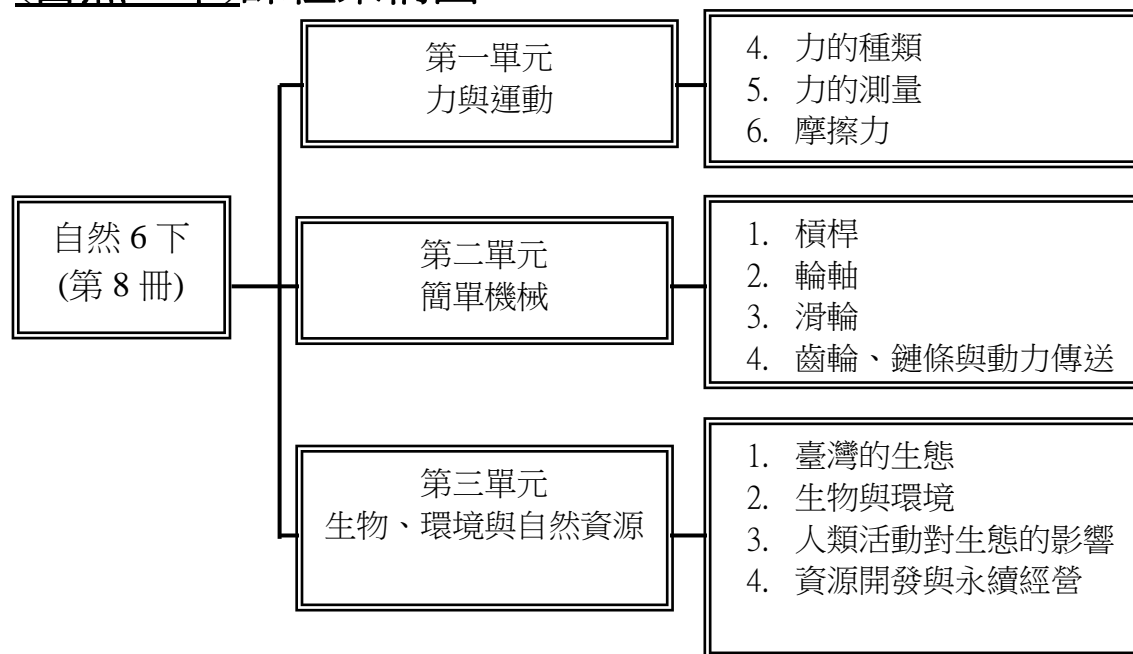 課程架構圖
自然 6 下
(第 8 冊)
第一單元
力與運動
4. 力的種類
5. 力的測量
6. 摩擦力
第二單元
簡單機械
1. 槓桿
2. 輪軸
3. 滑輪
4. 齒輪、鏈條與動力傳送
第三單元
生物、環境與自然資源
1. 臺灣的生態
2. 生物與環境
3. 人類活動對生態的影響
4. 資源開發與永續經營